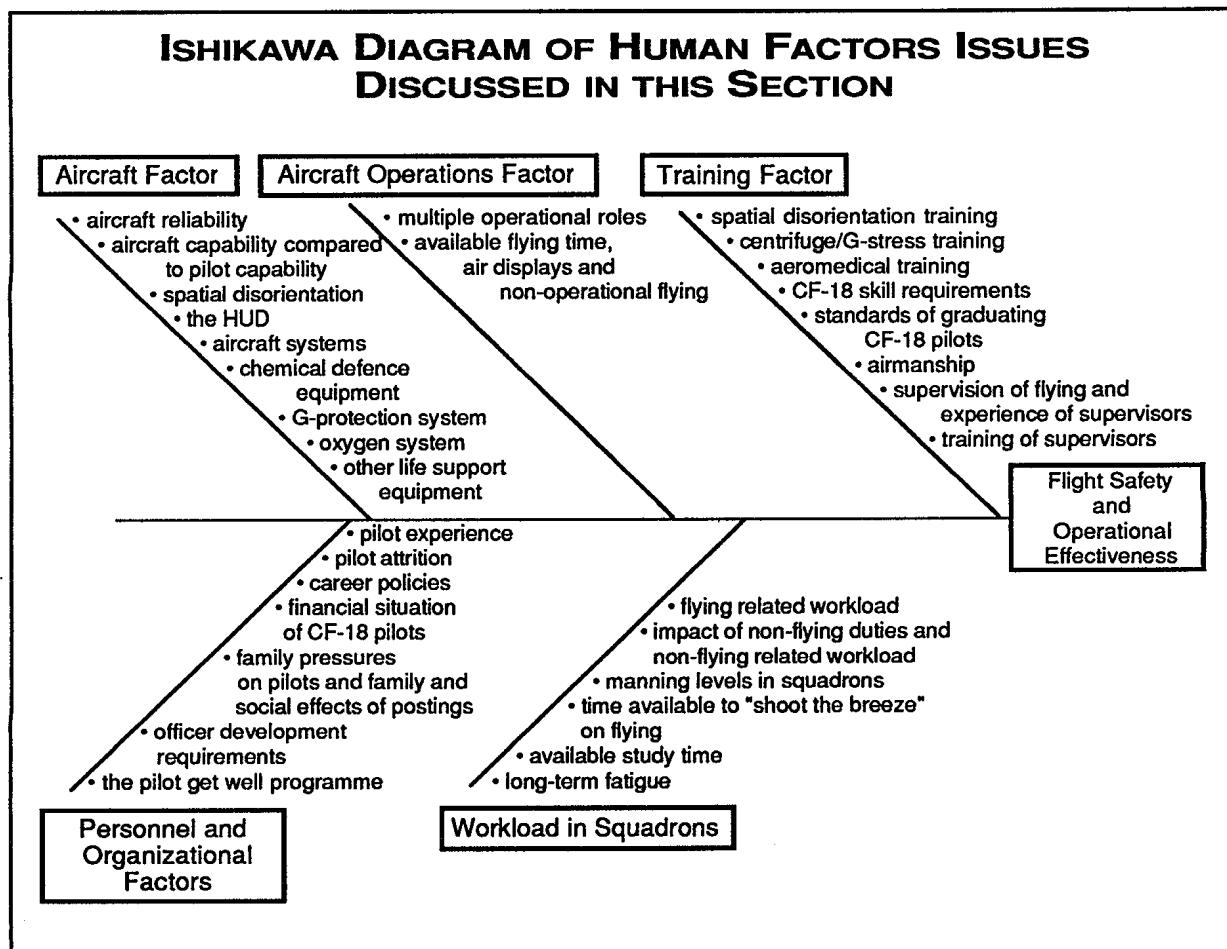 ISHIKAWA DIAGRAM OF HUMAN FACTORS ISSUES
DISCUSSED IN THIS SECTION
Aircraft Factor
• aircraft reliability
• aircraft capability compared
to pilot capability
• spatial disorientation
• the HUD
• aircraft systems
• chemical defence
equipment
• G-protection system
• oxygen system
• other life support
equipment
Aircraft Operations Factor
• multiple operational roles
• available flying time,
air displays and
non-operational flying
Training Factor
• spatial disorientation training
• centrifuge/G-stress training
• aeromedical training
• CF-18 skill requirements
• standards of graduating
CF-18 pilots
• airmanship
• supervision of flying and
experience of supervisors
• training of supervisors
Flight Safety
and
Operational
Effectiveness
• pilot experience
• pilot attrition
• career policies
• financial situation
of CF-18 pilots
• family pressures
on pilots and family and
social effects of postings
• officer development
requirements
• the pilot get well programme
Personnel and
Organizational
Factors
• flying related workload
• impact of non-flying duties and
non-flying related workload
• manning levels in squadrons
• time available to "shoot the breeze"
on flying
• available study time
• long-term fatigue
Workload in Squadrons